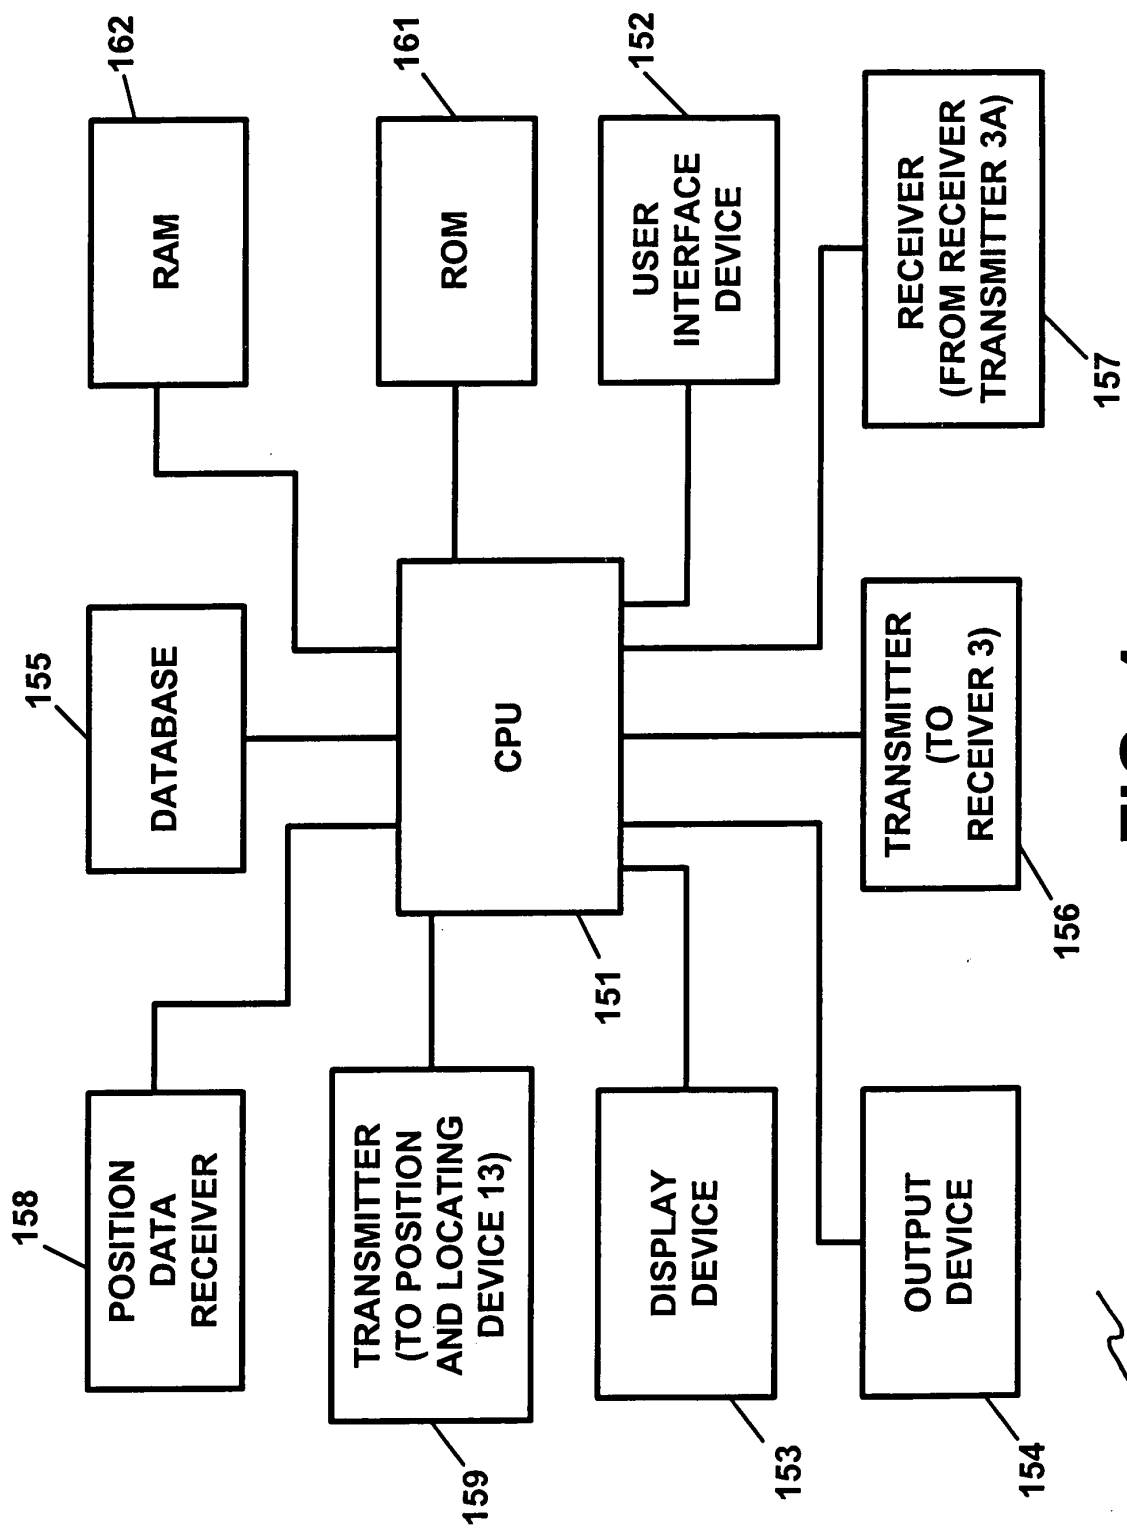 158
POSITION
DATA
RECEIVER
155
DATABASE
162
RAM
159
TRANSMITTER
(TO POSITION
AND LOCATING
DEVICE 13)
151
CPU
161
ROM
153
DISPLAY
DEVICE
152
USER
INTERFACE
DEVICE
154
OUTPUT
DEVICE
156
TRANSMITTER
(TO
RECEIVER 3)
157
RECEIVER
(FROM RECEIVER
TRANSMITTER 3A)